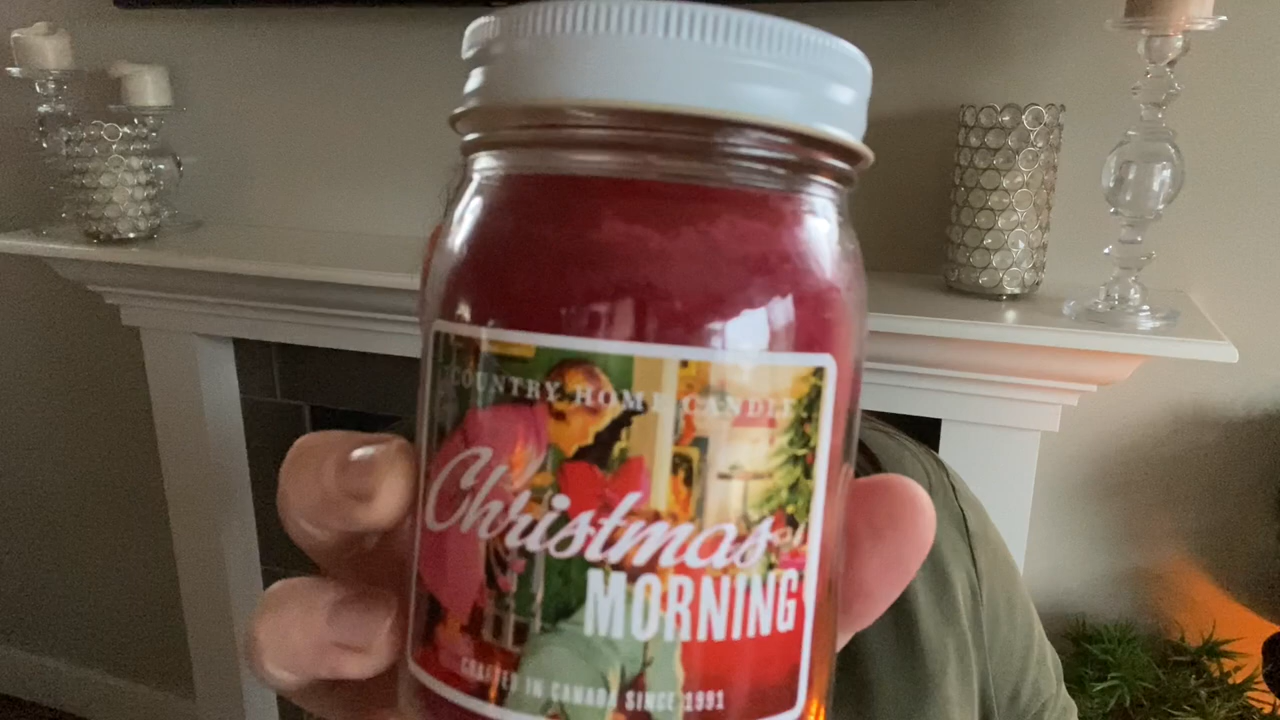 COUNTRY HOME CANDLE
Christmas
MORNING
CRAFTED IN CANADA SINCE 1991